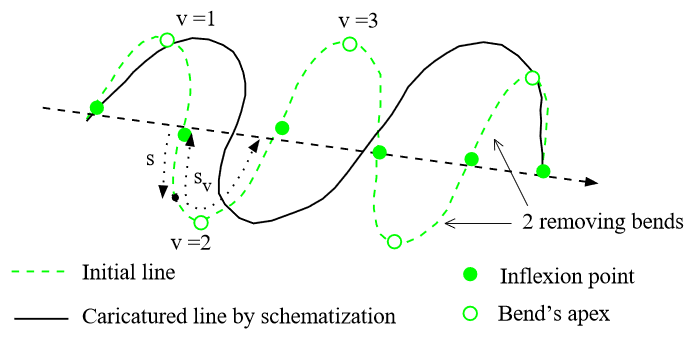 v =1
v =3
s
s_v
v =2
2 removing bends
Initial line
Inflexion point
Caricatured line by schematization
Bend's apex